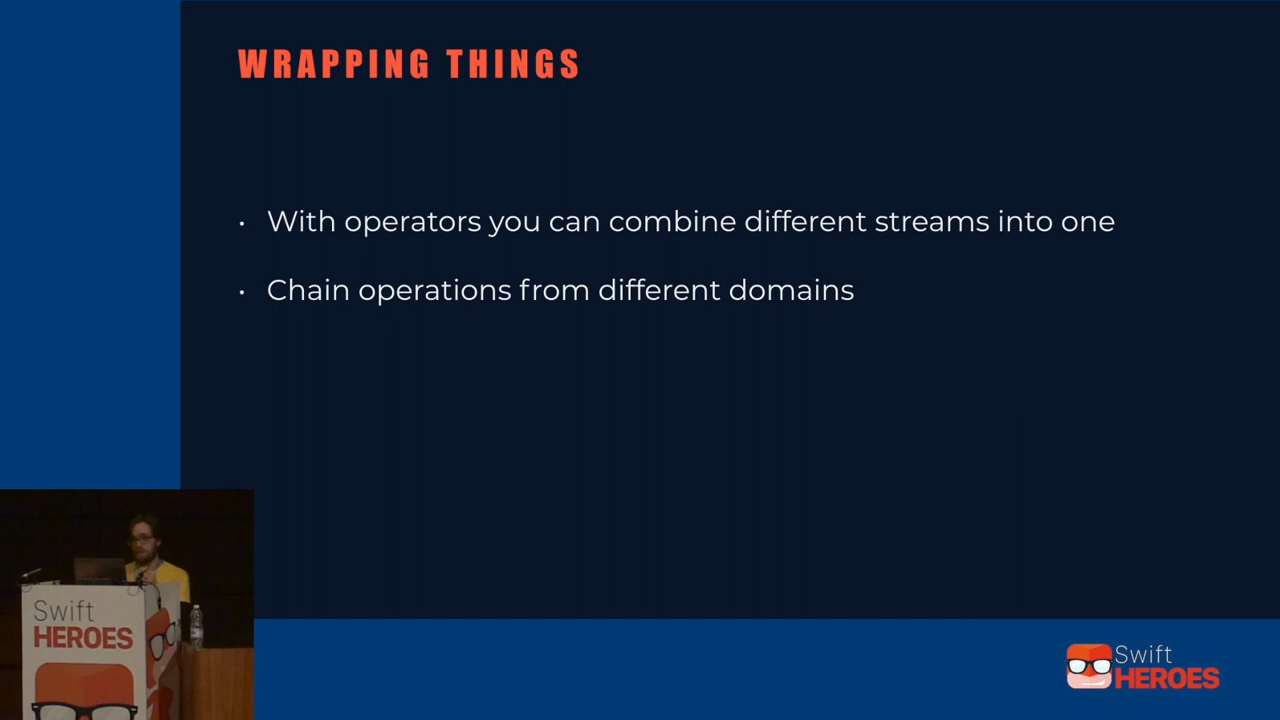 WRAPPING THINGS
• With operators you can combine different streams into one
• Chain operations from different domains
Swift
HEROES
Swift
HEROES